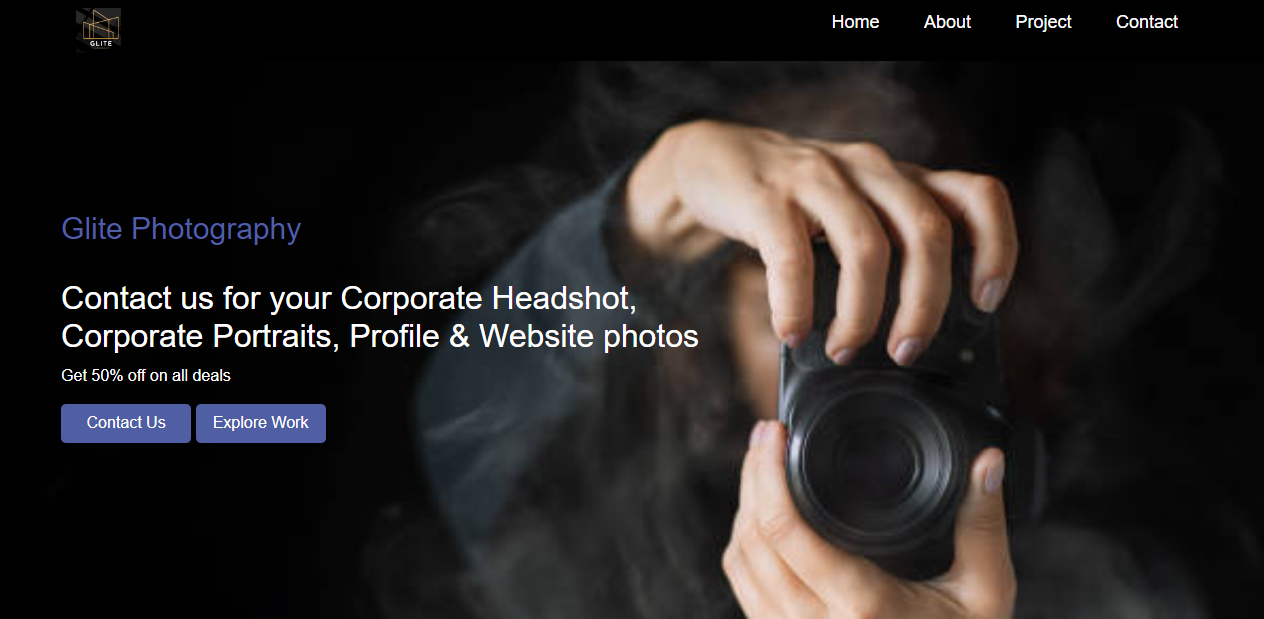 GLITE
Home About Project Contact
Glite Photography
Contact us for your Corporate Headshot,
Corporate Portraits, Profile & Website photos
Get 50% off on all deals
Contact Us Explore Work